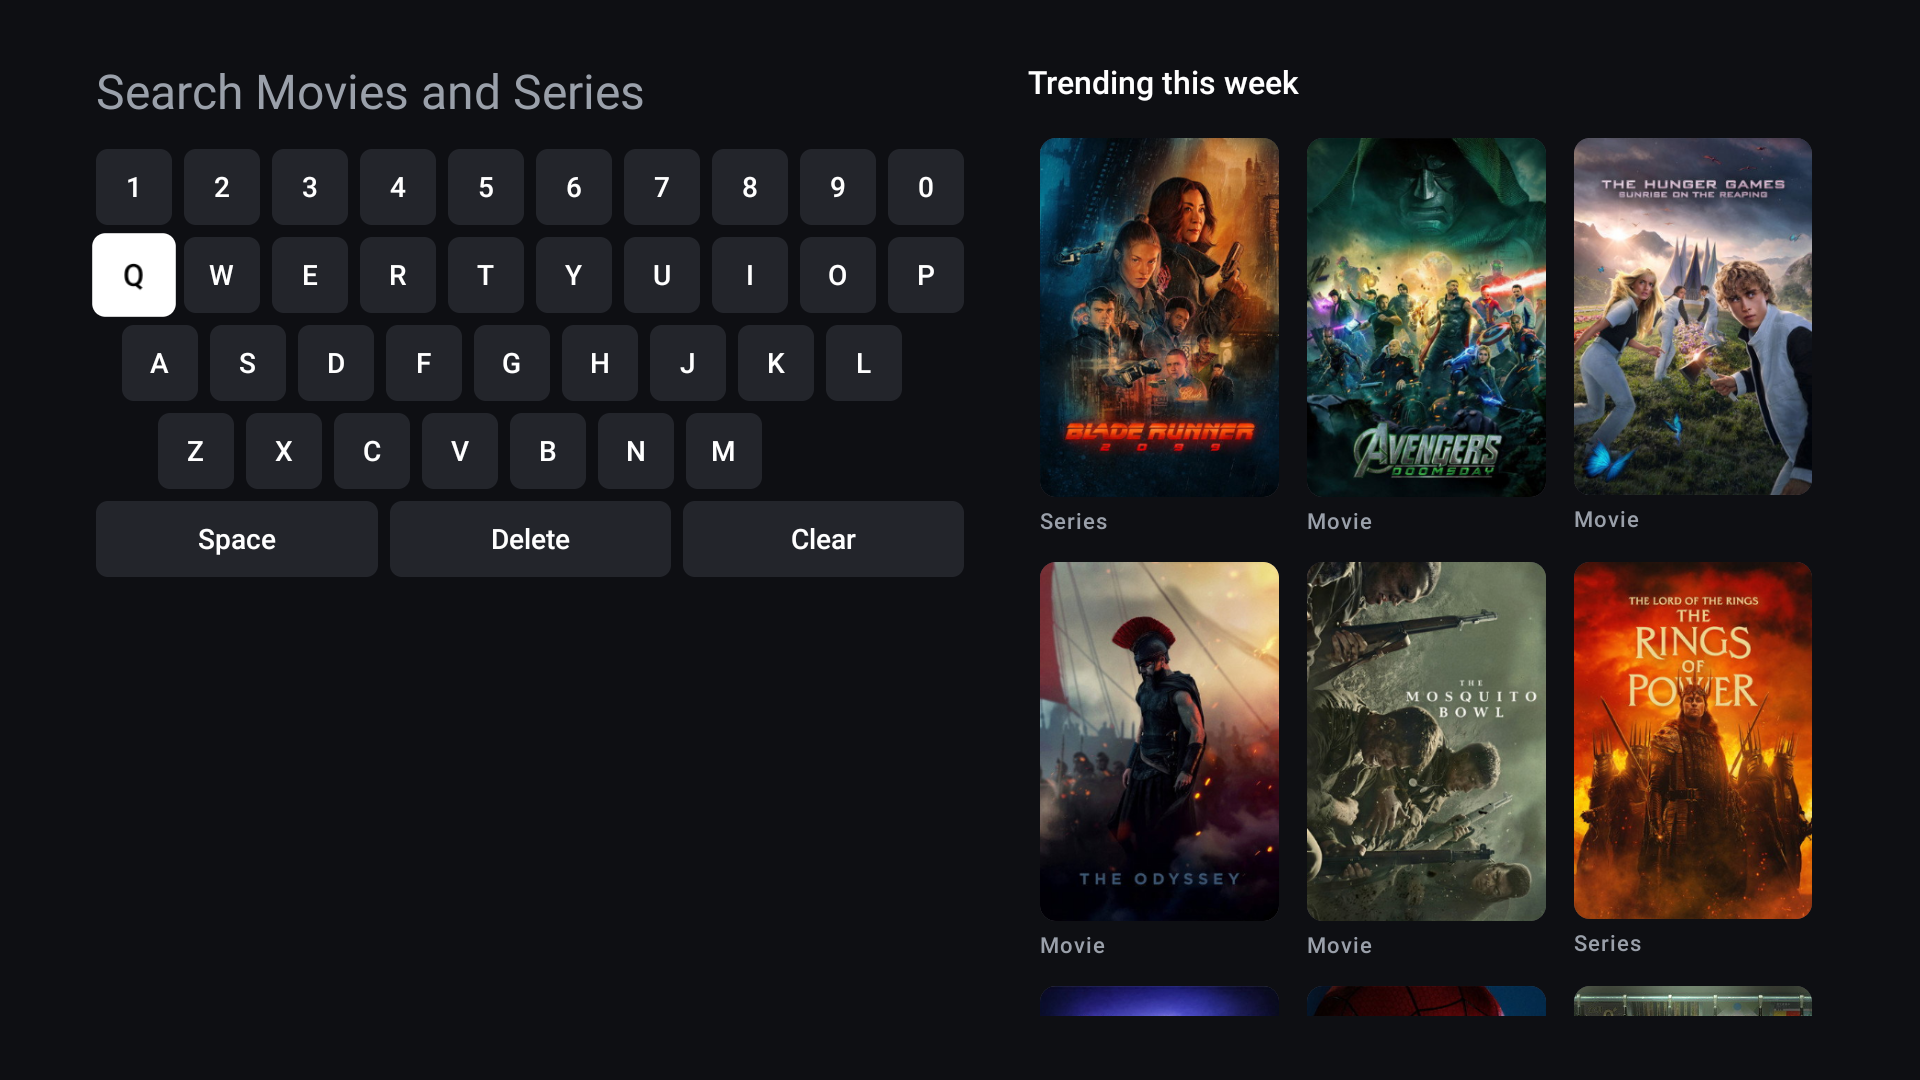 Search Movies and Series
1 2 3 4 5 6 7 8 9 0
Q W E R T Y U I O P
A S D F G H J K L
Z X C V B N M
Space Delete Clear
Trending this week
BLADE RUNNER
2 0 9 9
Series
AVENGERS
DOOMSDAY
Movie
THE HUNGER GAMES
SUNRISE ON THE REAPING
Movie
THE ODYSSEY
Movie
THE
MOSQUITO
BOWL
Movie
THE LORD OF THE RINGS
THE
RINGS
OF
POWER
Series